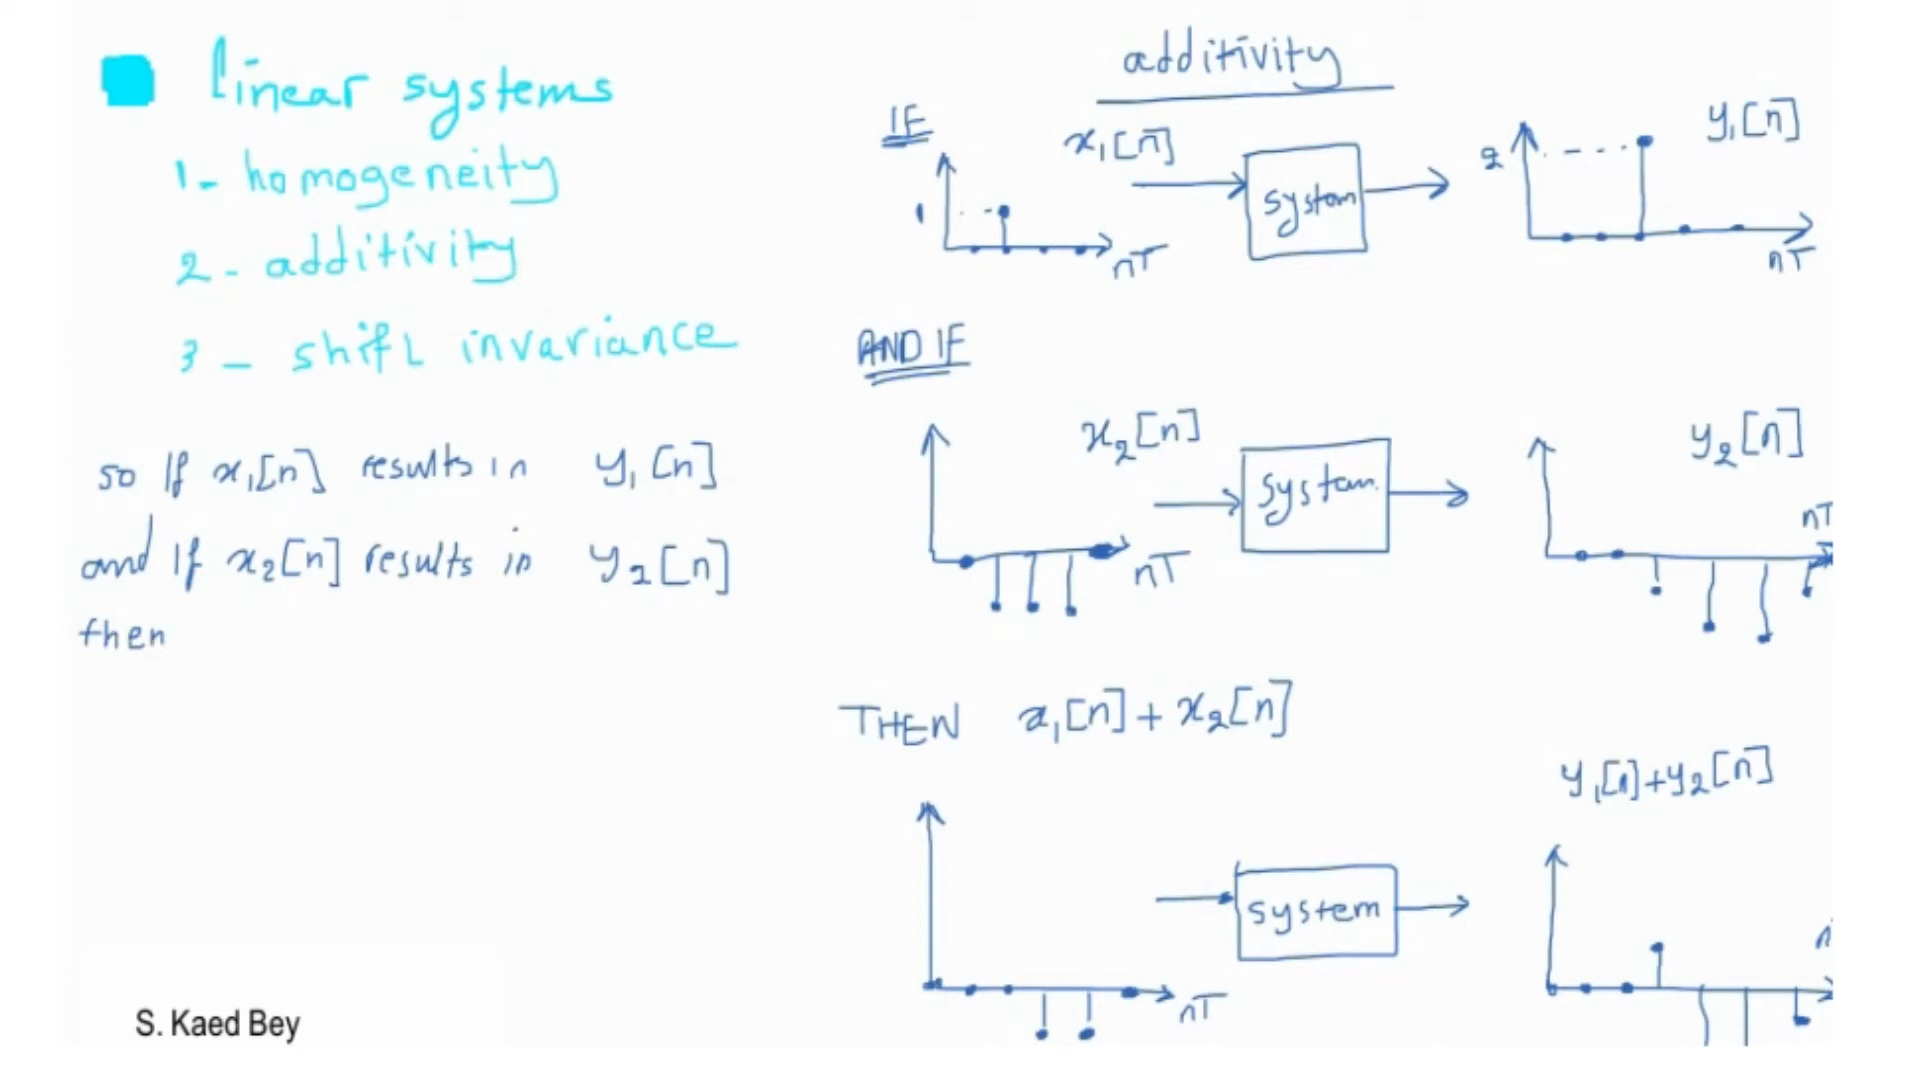 linear systems
1- homogeneity
2- additivity
3- shift invariance
so If x₁[n] results in y₁[n]
and If x₂[n] results in y₂[n]
then
S. Kaed Bey
additivity
IF
x₁[n]
1
nT
system
y₁[n]
2
nT
AND IF
x₂[n]
nT
system
y₂[n]
nT
THEN x₁[n] + x₂[n]
nT
system
y₁[n]+y₂[n]
n